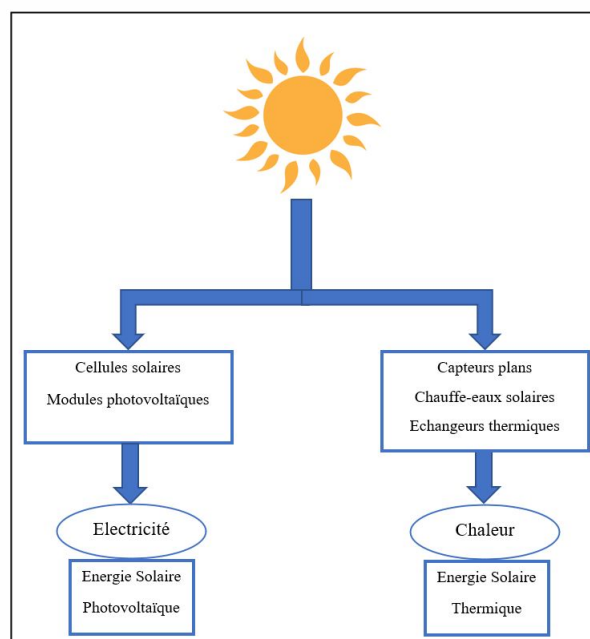 Cellules solaires
Modules photovoltaïques
Electricité
Energie Solaire
Photovoltaïque
Capteurs plans
Chauffe-eaux solaires
Echangeurs thermiques
Chaleur
Energie Solaire
Thermique